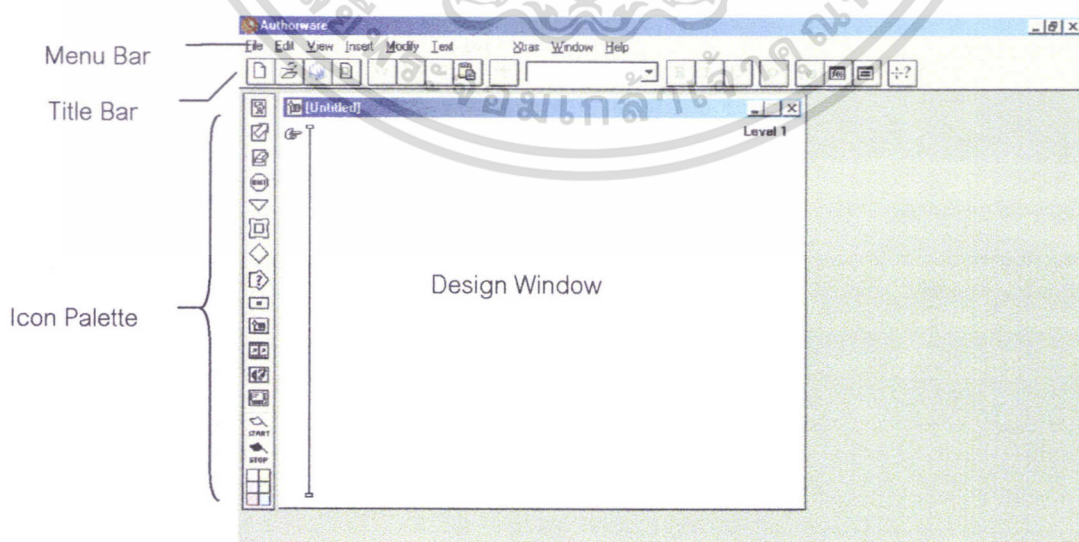 Authorware
File Edit View Insert Modify Text Xtras Window Help
Menu Bar
Title Bar
[Untitled]
Level 1
Design Window
Icon Palette
START
STOP